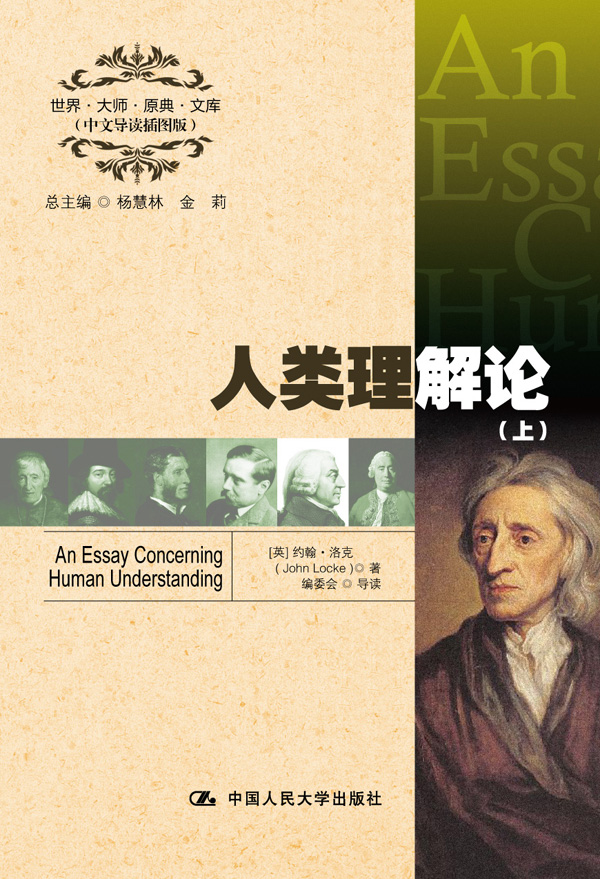 世界·大师·原典·文库
(中文导读插图版)
总主编 ◎ 杨慧林 金 莉
An
Essa
C
Hum
人类理解论
(上)
An Essay Concerning
Human Understanding
[英] 约翰·洛克
( John Locke )◎ 著
编委会 ◎ 导读
中国人民大学出版社